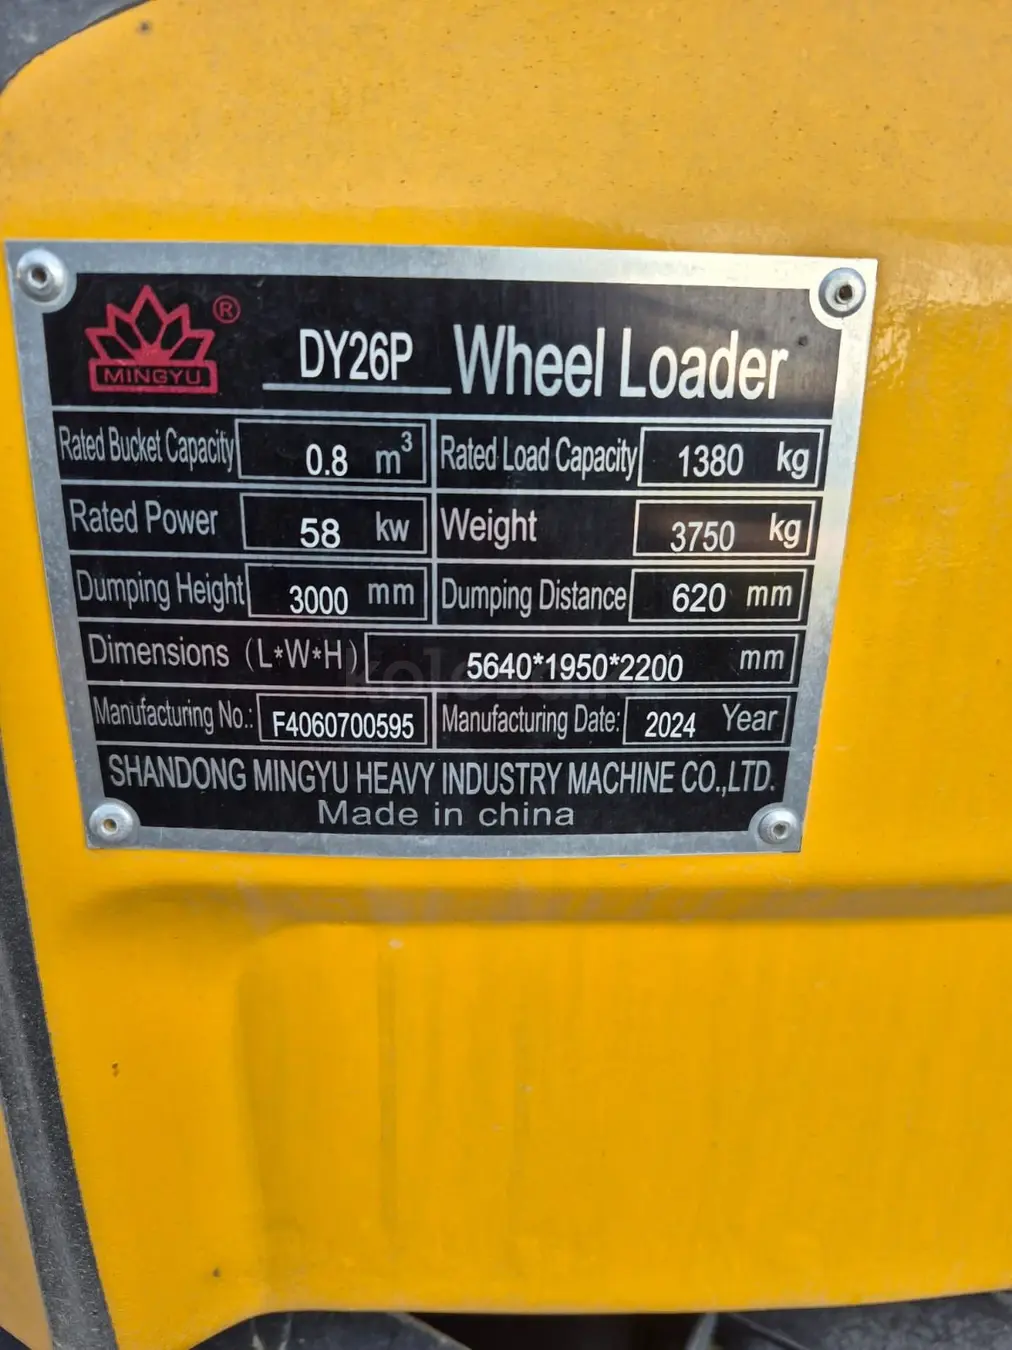 MINGYU ®
DY26P Wheel Loader
Rated Bucket Capacity 0.8 m³ Rated Load Capacity 1380 kg
Rated Power 58 kw Weight 3750 kg
Dumping Height 3000 mm Dumping Distance 620 mm
Dimensions (L*W*H) 5640*1950*2200 mm
Manufacturing No.: F4060700595 Manufacturing Date: 2024 Year
SHANDONG MINGYU HEAVY INDUSTRY MACHINE CO.,LTD.
Made in china